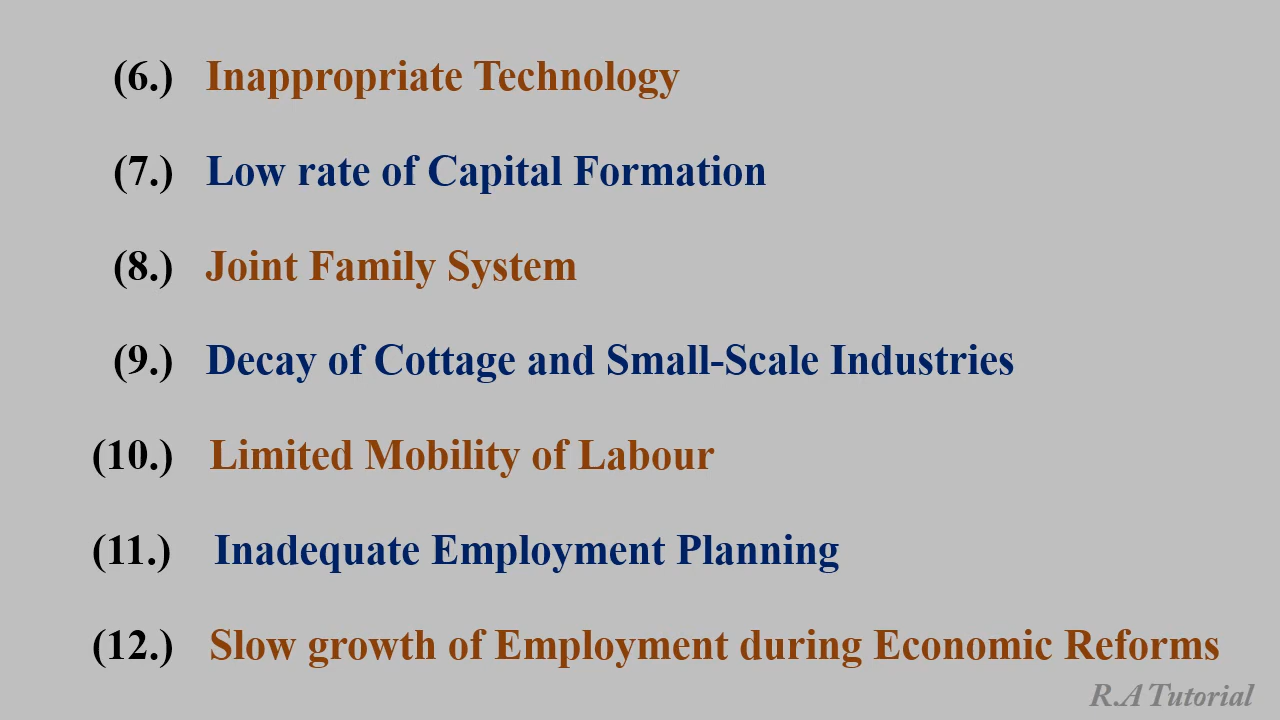 (6.) Inappropriate Technology
(7.) Low rate of Capital Formation
(8.) Joint Family System
(9.) Decay of Cottage and Small-Scale Industries
(10.) Limited Mobility of Labour
(11.) Inadequate Employment Planning
(12.) Slow growth of Employment during Economic Reforms
R.A Tutorial